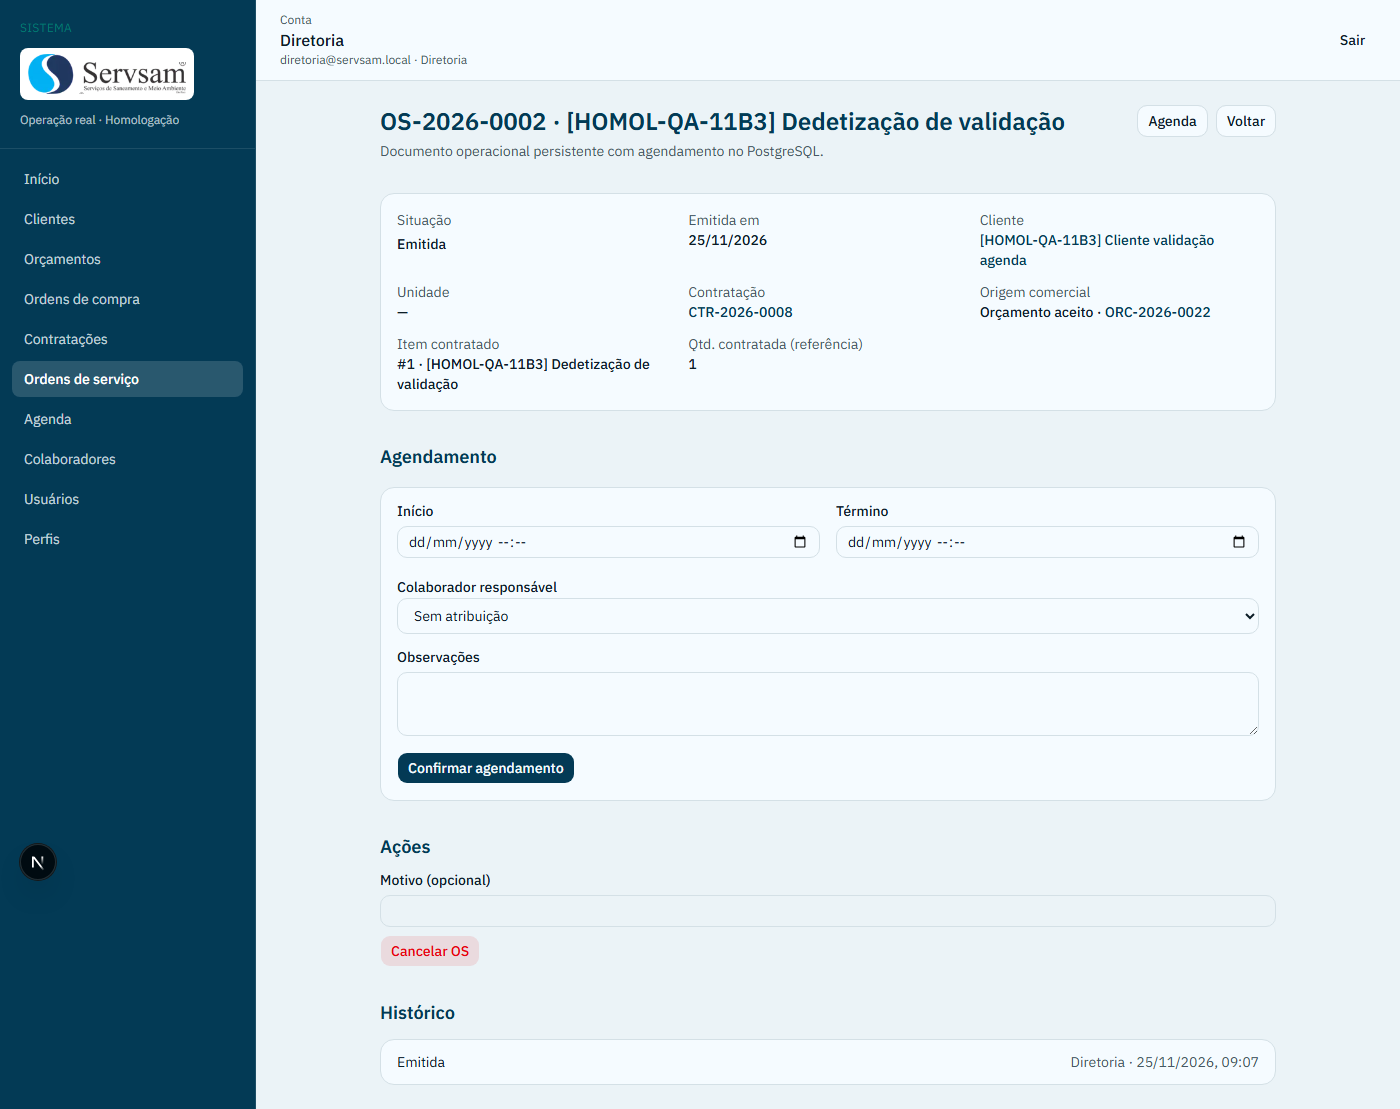 SISTEMA
Servsam
Serviços de Saneamento e Meio Ambiente
Operação real · Homologação
Início
Clientes
Orçamentos
Ordens de compra
Contratações
Ordens de serviço
Agenda
Colaboradores
Usuários
Perfis
N
Conta
Diretoria
diretoria@servsam.local · Diretoria
Sair
OS-2026-0002 · [HOMOL-QA-11B3] Dedetização de validação
Agenda
Voltar
Documento operacional persistente com agendamento no PostgreSQL.
Situação
Emitida
Emitida em
25/11/2026
Cliente
[HOMOL-QA-11B3] Cliente validação
agenda
Unidade
—
Contratação
CTR-2026-0008
Origem comercial
Orçamento aceito · ORC-2026-0022
Item contratado
#1 · [HOMOL-QA-11B3] Dedetização de
validação
Qtd. contratada (referência)
1
Agendamento
Início
dd/mm/yyyy --:--
Término
dd/mm/yyyy --:--
Colaborador responsável
Sem atribuição
Observações
Confirmar agendamento
Ações
Motivo (opcional)
Cancelar OS
Histórico
Emitida
Diretoria · 25/11/2026, 09:07